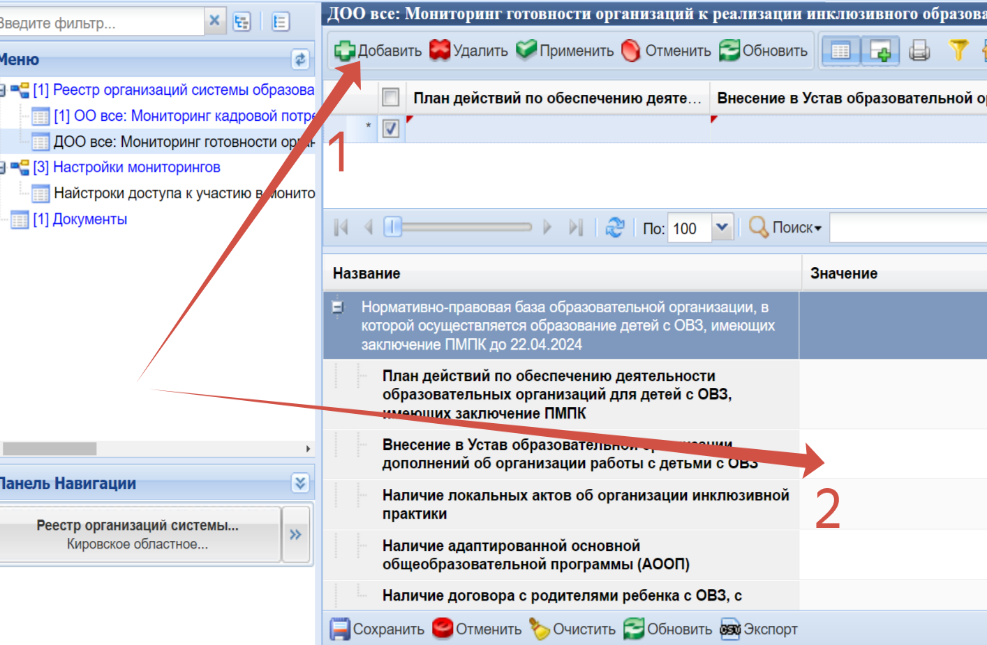 Введите фильтр...
Меню
[1] Реестр организаций системы образова
[1] ОО все: Мониторинг кадровой потре
ДОО все: Мониторинг готовности орган
[3] Настройки мониторингов
Найстроки доступа к участию в монито
[1] Документы
Панель Навигации
Реестр организаций системы...
Кировское областное...
»
ДОО все: Мониторинг готовности организаций к реализации инклюзивного образова
Добавить Удалить Применить Отменить Обновить
План действий по обеспечению деяте... Внесение в Устав образовательной о
*
1
По: 100 Поиск
Название Значение
Нормативно-правовая база образовательной организации, в
которой осуществляется образование детей с ОВЗ, имеющих
заключение ПМПК до 22.04.2024
План действий по обеспечению деятельности
образовательных организаций для детей с ОВЗ,
имеющих заключение ПМПК
Внесение в Устав образовательной организации
дополнений об организации работы с детьми с ОВЗ
2
Наличие локальных актов об организации инклюзивной
практики
Наличие адаптированной основной
общеобразовательной программы (АООП)
Наличие договора с родителями ребенка с ОВЗ, с
Сохранить Отменить Очистить Обновить CSV Экспорт